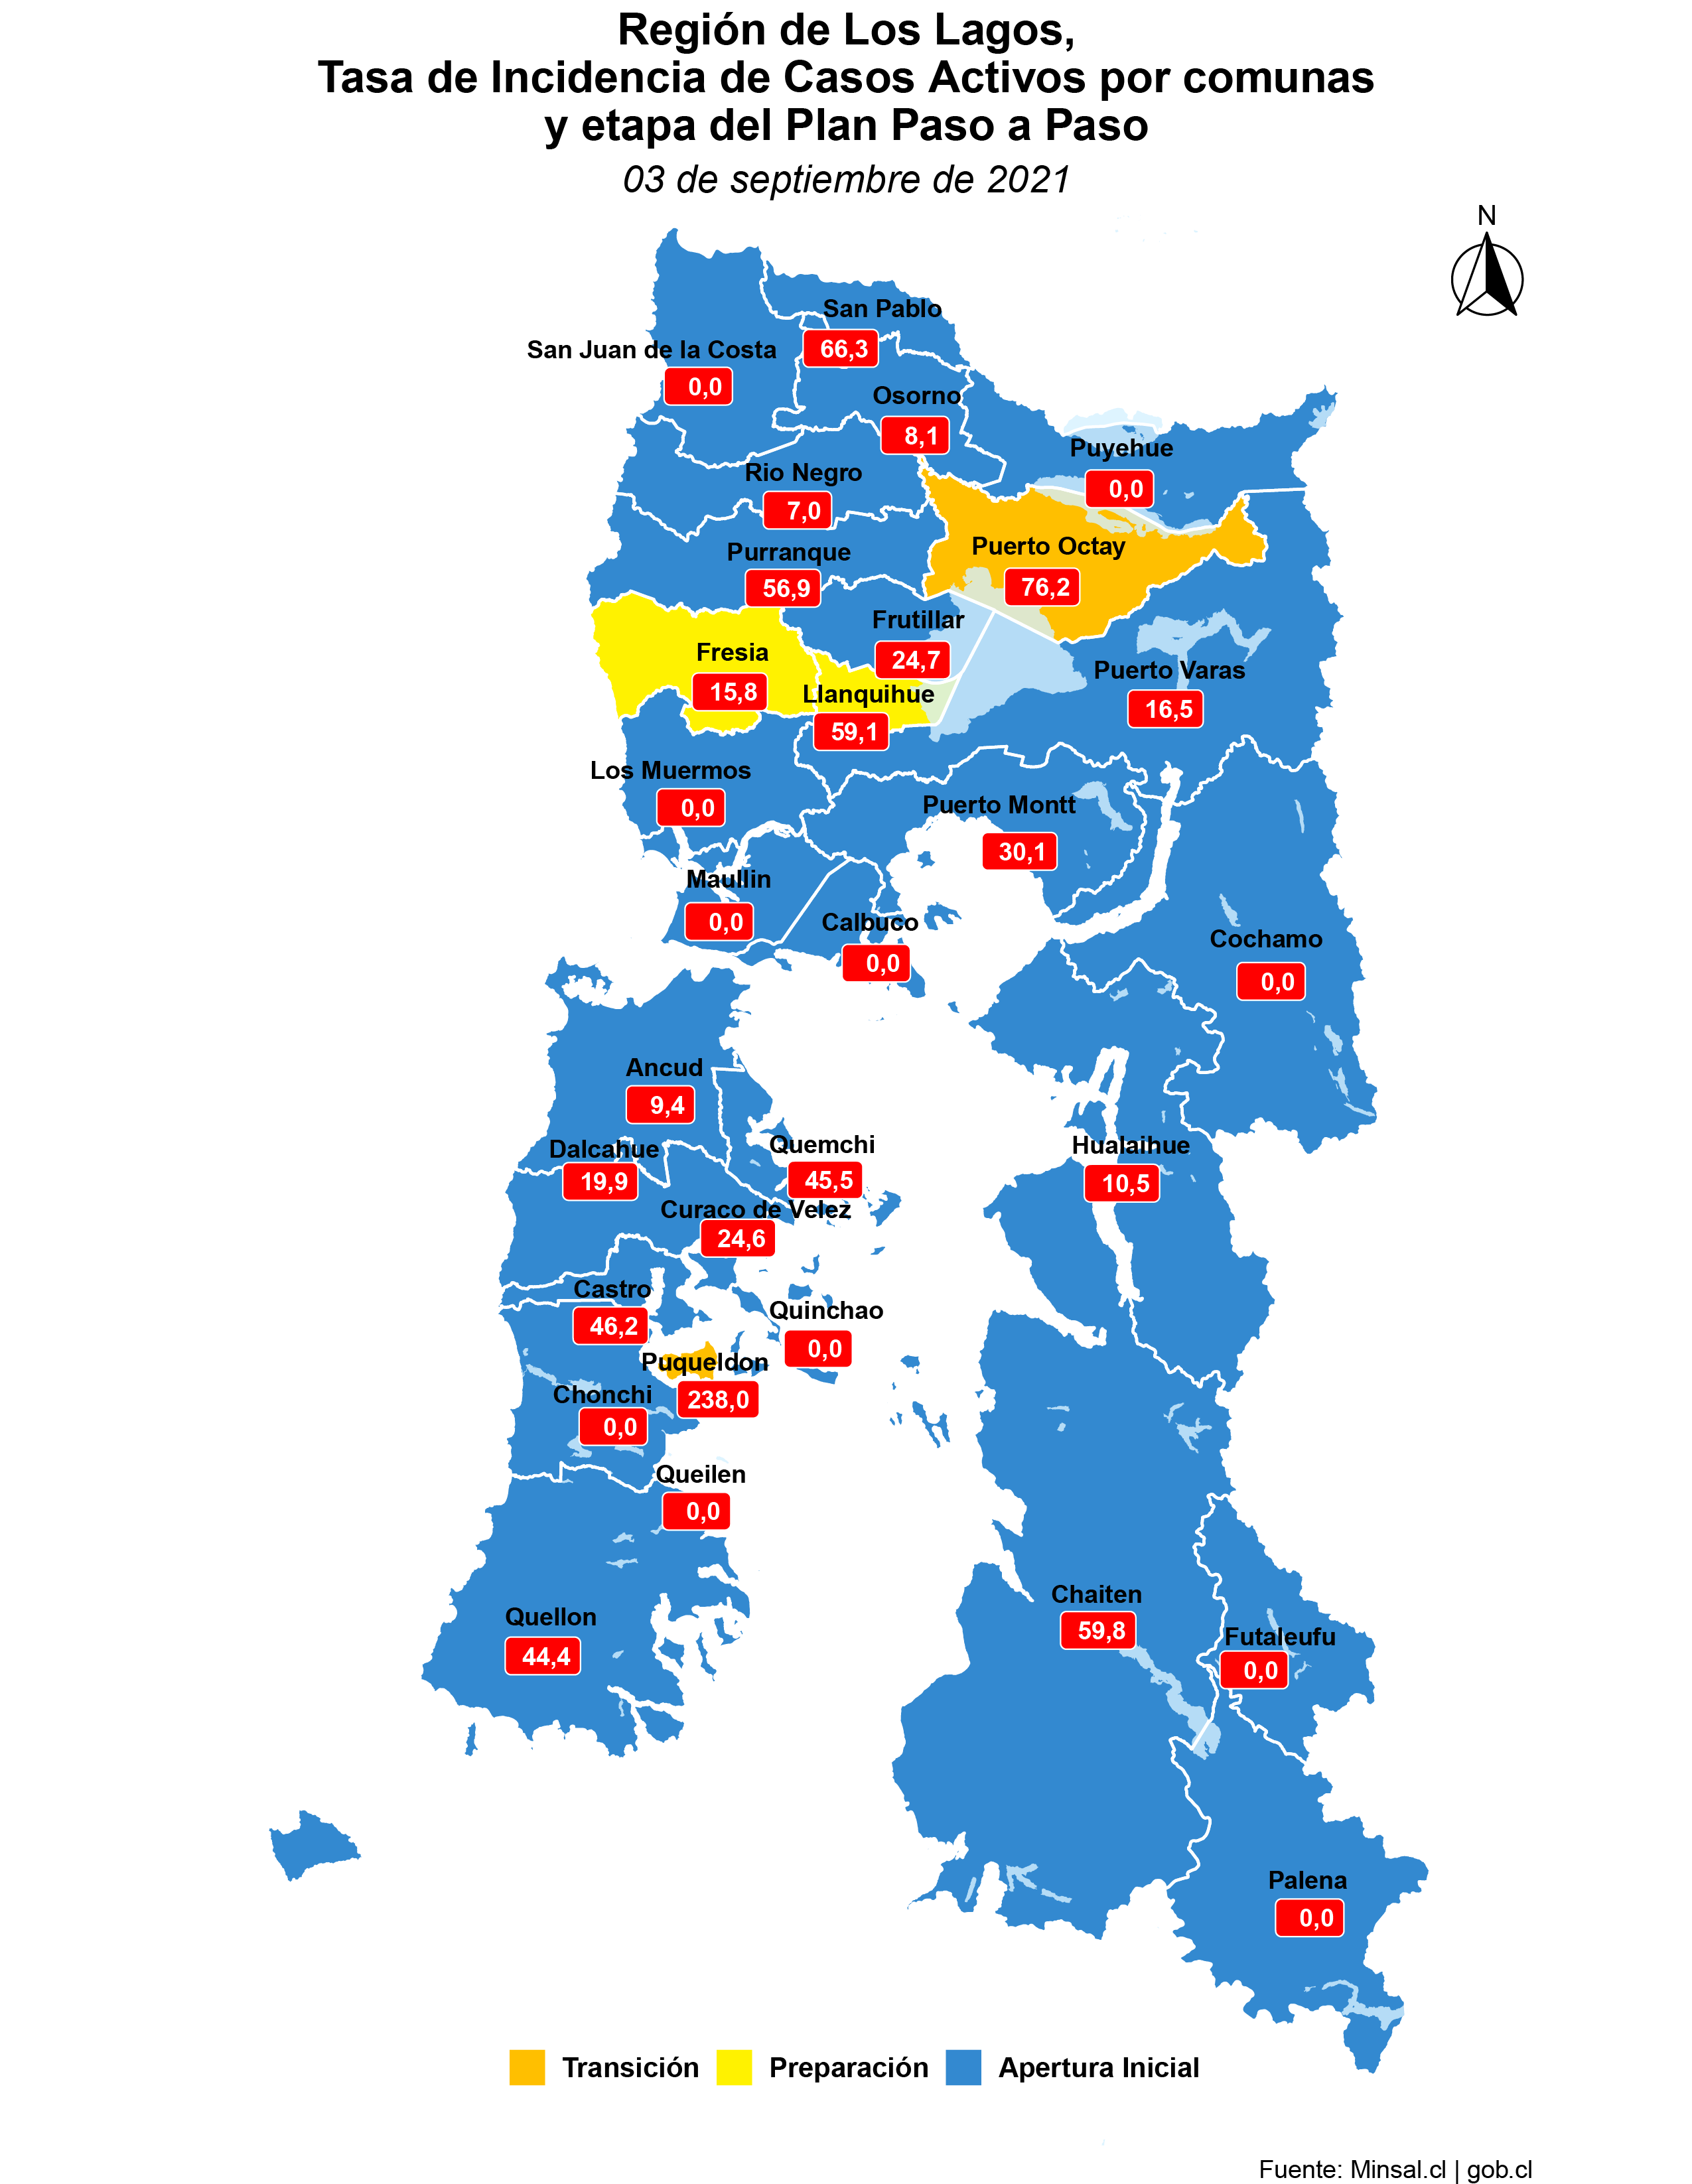 Región de Los Lagos,
Tasa de Incidencia de Casos Activos por comunas
y etapa del Plan Paso a Paso
03 de septiembre de 2021
N
San Pablo
66,3
San Juan de la Costa
0,0
Osorno
8,1
Puyehue
0,0
Rio Negro
7,0
Puerto Octay
76,2
Purranque
56,9
Frutillar
24,7
Fresia
15,8
Puerto Varas
16,5
Llanquihue
59,1
Los Muermos
0,0
Puerto Montt
30,1
Maullin
0,0
Calbuco
0,0
Cochamo
0,0
Ancud
9,4
Quemchi
45,5
Hualaihue
10,5
Dalcahue
19,9
Curaco de Velez
24,6
Castro
46,2
Quinchao
0,0
Puqueldon
238,0
Chonchi
0,0
Queilen
0,0
Chaiten
59,8
Quellon
44,4
Futaleufu
0,0
Palena
0,0
Transición
Preparación
Apertura Inicial
Fuente: Minsal.cl | gob.cl